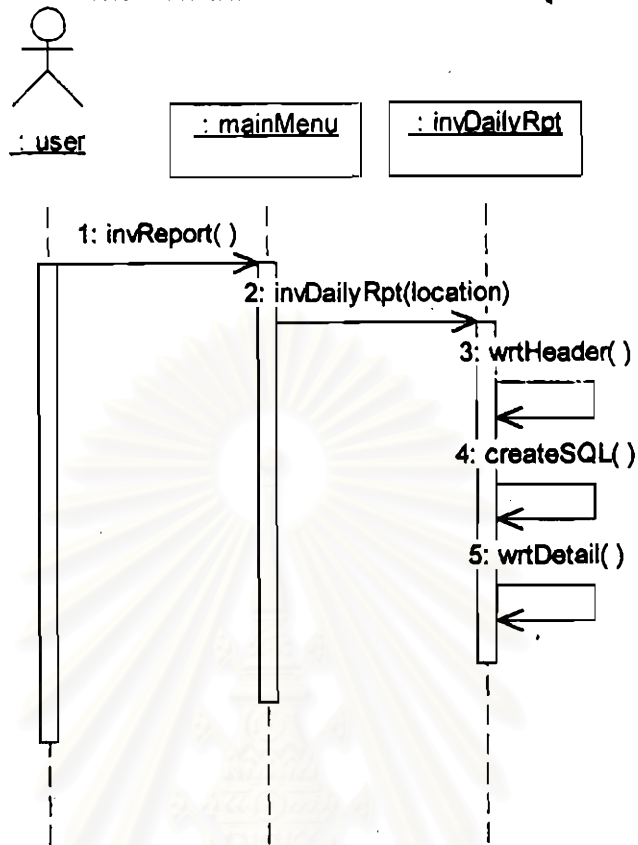 : user
: mainMenu
: invDailyRpt
1: invReport( )
2: invDailyRpt(location)
3: wrtHeader( )
4: createSQL( )
5: wrtDetail( )